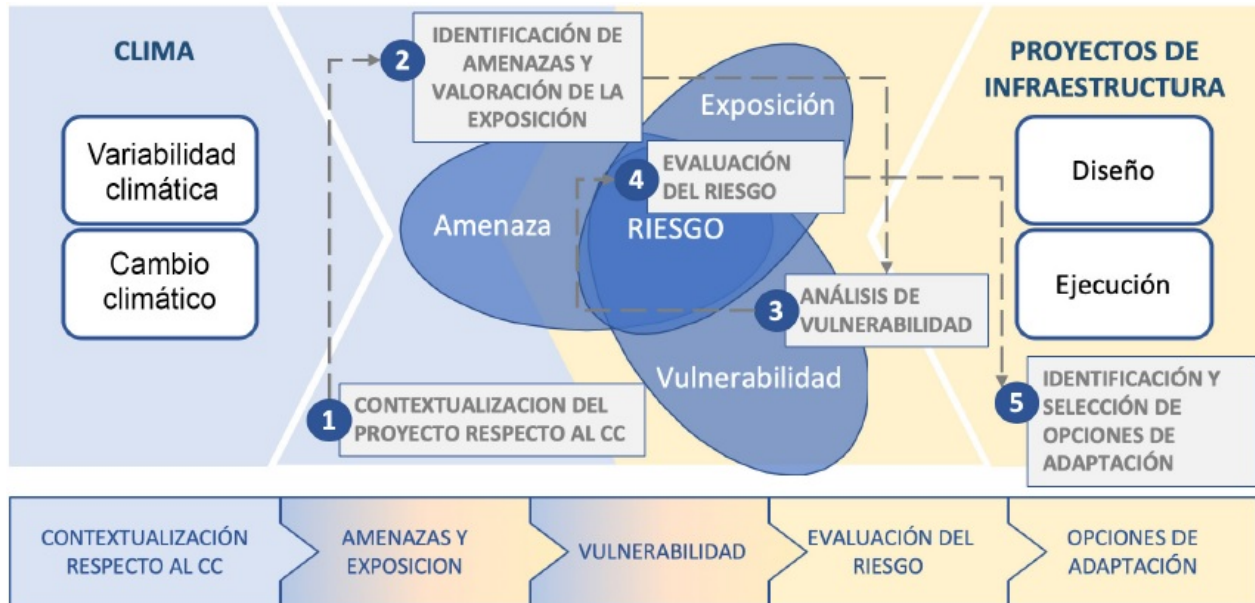 CLIMA
Variabilidad
climática
Cambio
climático
2
IDENTIFICACIÓN DE
AMENAZAS Y
VALORACIÓN DE LA
EXPOSICIÓN
Exposición
4
EVALUACIÓN
DEL RIESGO
Amenaza
RIESGO
3
ANÁLISIS DE
VULNERABILIDAD
Vulnerabilidad
1
CONTEXTUALIZACION DEL
PROYECTO RESPECTO AL CC
PROYECTOS DE
INFRAESTRUCTURA
Diseño
Ejecución
5
IDENTIFICACIÓN Y
SELECCIÓN DE
OPCIONES DE
ADAPTACIÓN
CONTEXTUALIZACIÓN
RESPECTO AL CC
AMENAZAS Y
EXPOSICION
VULNERABILIDAD
EVALUACIÓN DEL
RIESGO
OPCIONES DE
ADAPTACIÓN